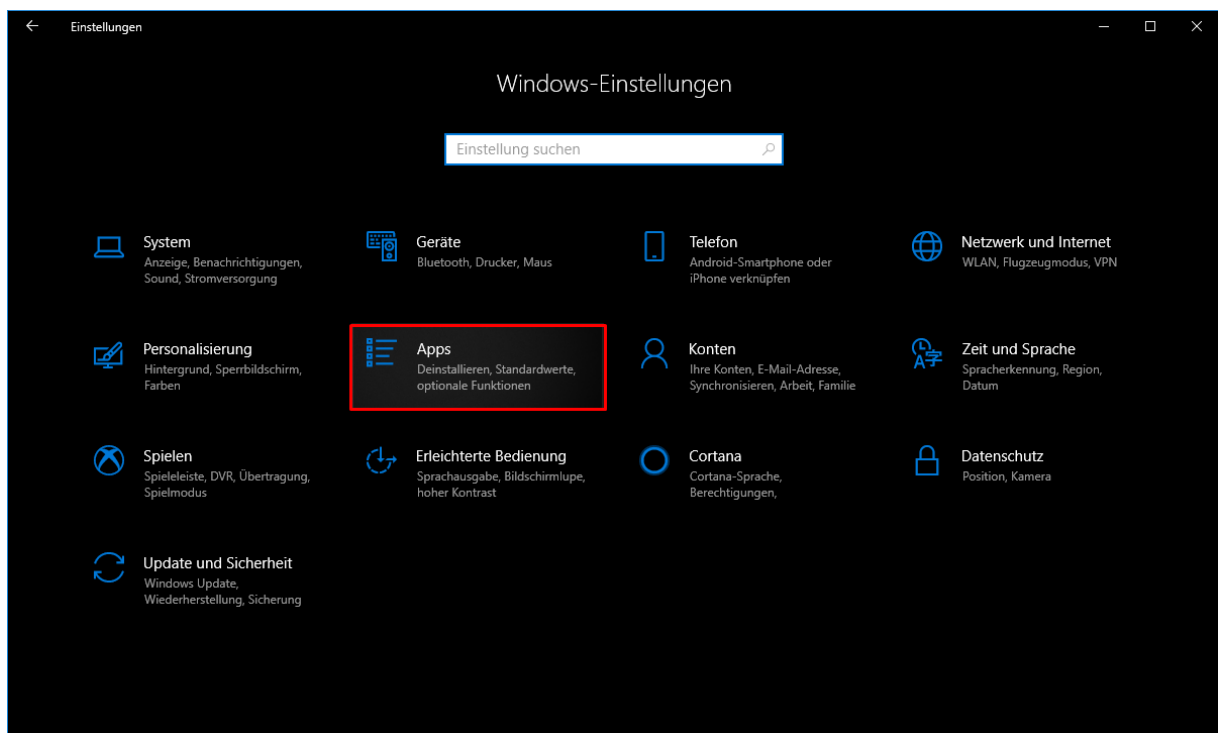 Einstellungen
Windows-Einstellungen
Einstellung suchen
System
Anzeige, Benachrichtigungen,
Sound, Stromversorgung
Geräte
Bluetooth, Drucker, Maus
Telefon
Android-Smartphone oder
iPhone verknüpfen
Netzwerk und Internet
WLAN, Flugzeugmodus, VPN
Personalisierung
Hintergrund, Sperrbildschirm,
Farben
Apps
Deinstallieren, Standardwerte,
optionale Funktionen
Konten
Ihre Konten, E-Mail-Adresse,
Synchronisieren, Arbeit, Familie
Zeit und Sprache
Spracherkennung, Region,
Datum
Spielen
Spieleleiste, DVR, Übertragung,
Spielmodus
Erleichterte Bedienung
Sprachausgabe, Bildschirmlupe,
hoher Kontrast
Cortana
Cortana-Sprache,
Berechtigungen,
Datenschutz
Position, Kamera
Update und Sicherheit
Windows Update,
Wiederherstellung, Sicherung